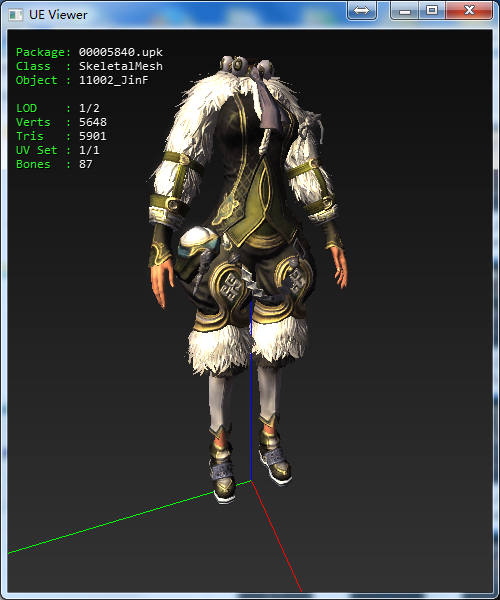 UE Viewer
Package: 00005840.upk
Class : SkeletalMesh
Object : 11002_JinF
LOD : 1/2
Verts : 5648
Tris : 5901
UV Set : 1/1
Bones : 87